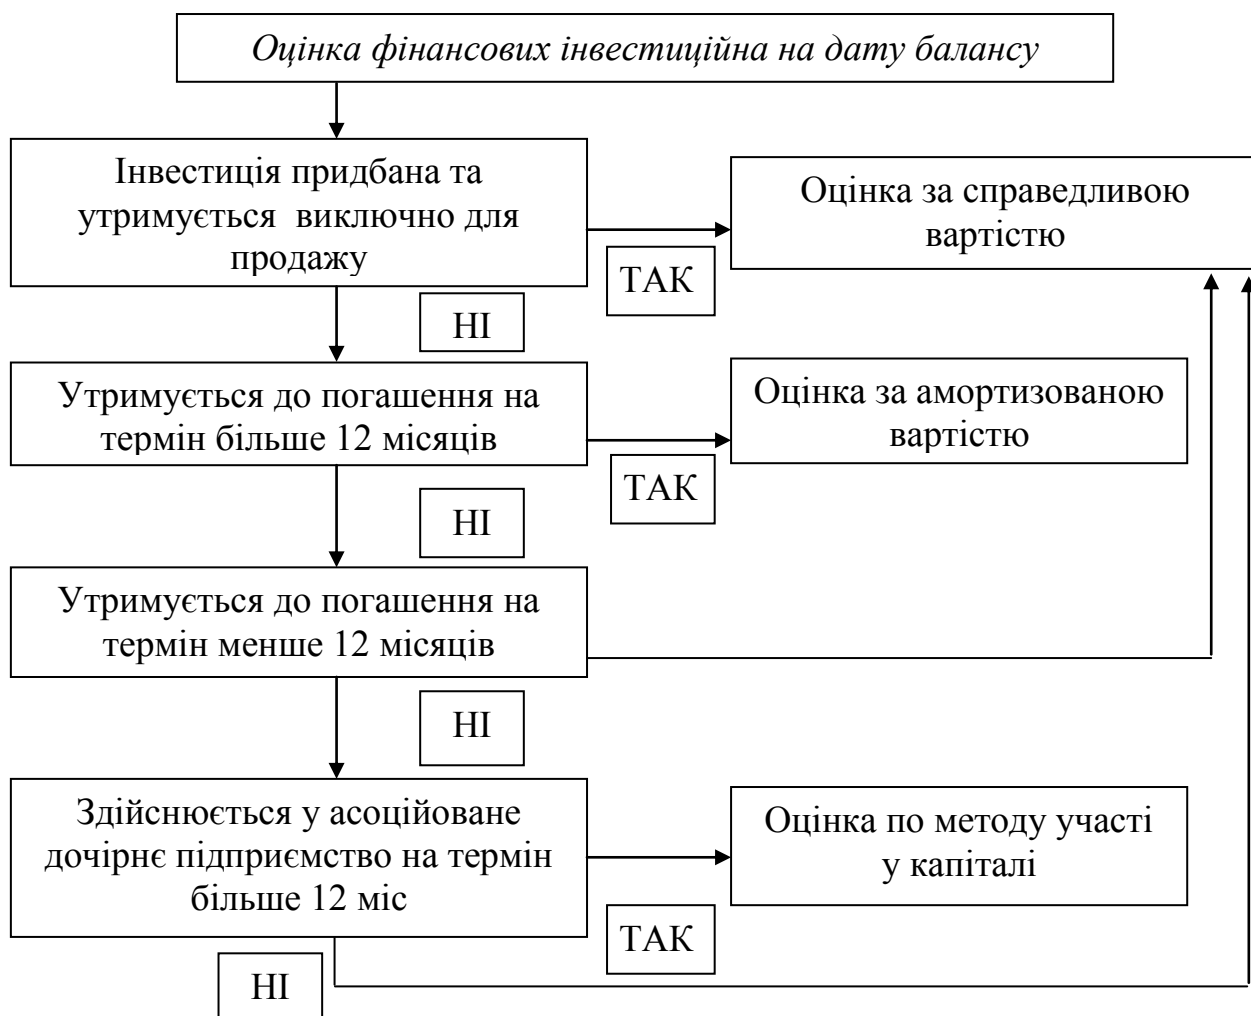 Оцінка фінансових інвестиційна на дату балансу
Інвестиція придбана та
утримується виключно для
продажу
Оцінка за справедливою
вартістю
ТАК
НІ
Утримується до погашення на
термін більше 12 місяців
Оцінка за амортизованою
вартістю
ТАК
НІ
Утримується до погашення на
термін менше 12 місяців
НІ
Здійснюється у асоційоване
дочірнє підприємство на термін
більше 12 міс
Оцінка по методу участі
у капіталі
ТАК
НІ